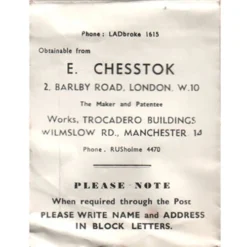 Phone: LADbroke 1615
Obtainable from
E. CHESSTOK
2, BARLBY ROAD, LONDON, W.10
The Maker and Patentee
Works, TROCADERO BUILDINGS
WILMSLOW RD., MANCHESTER 14
Phone, RUSholme 4470
PLEASE NOTE
When required through the Post
PLEASE WRITE NAME and ADDRESS
IN BLOCK LETTERS.